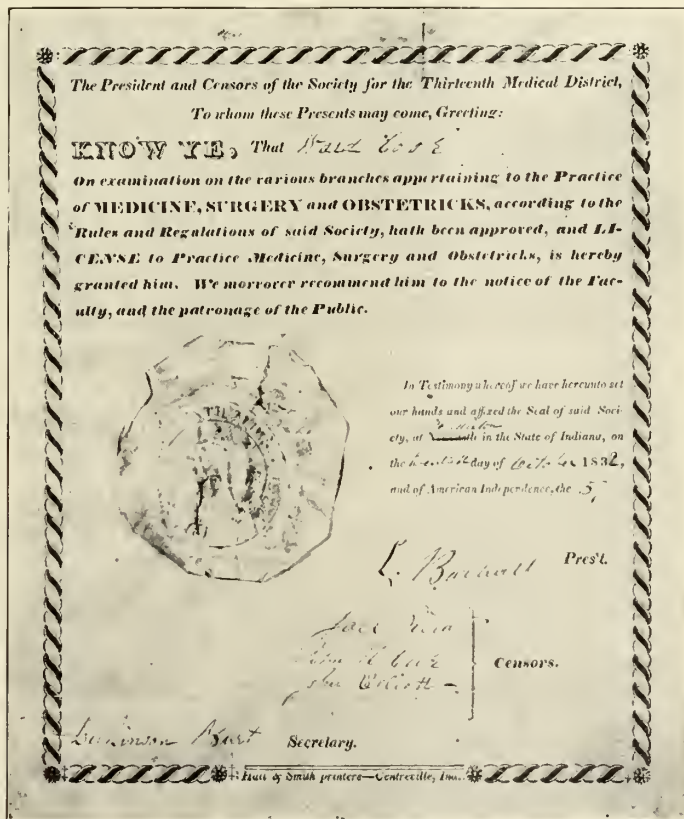 The President and Censors of the Society for the Thirteenth Medical District,
To whom these Presents may come, Greeting:
KNOW YE, That
On examination on the various branches appertaining to the Practice
of MEDICINE, SURGERY and OBSTETRICKS, according to the
Rules and Regulations of said Society, hath been approved, and LI-
CENSE to Practice Medicine, Surgery and Obstetricks, is hereby
granted him. We moreover recommend him to the notice of the Fac-
ulty, and the patronage of the Public.
In Testimony whereof we have hereunto set
our hands and affixed the Seal of said Soci-
ety, at in the State of Indiana, on
the day of October 1832,
and of American Independence, the 5
Pres't.
Censors.
Secretary.
Hall & Smith printers—Centreville, Ind.